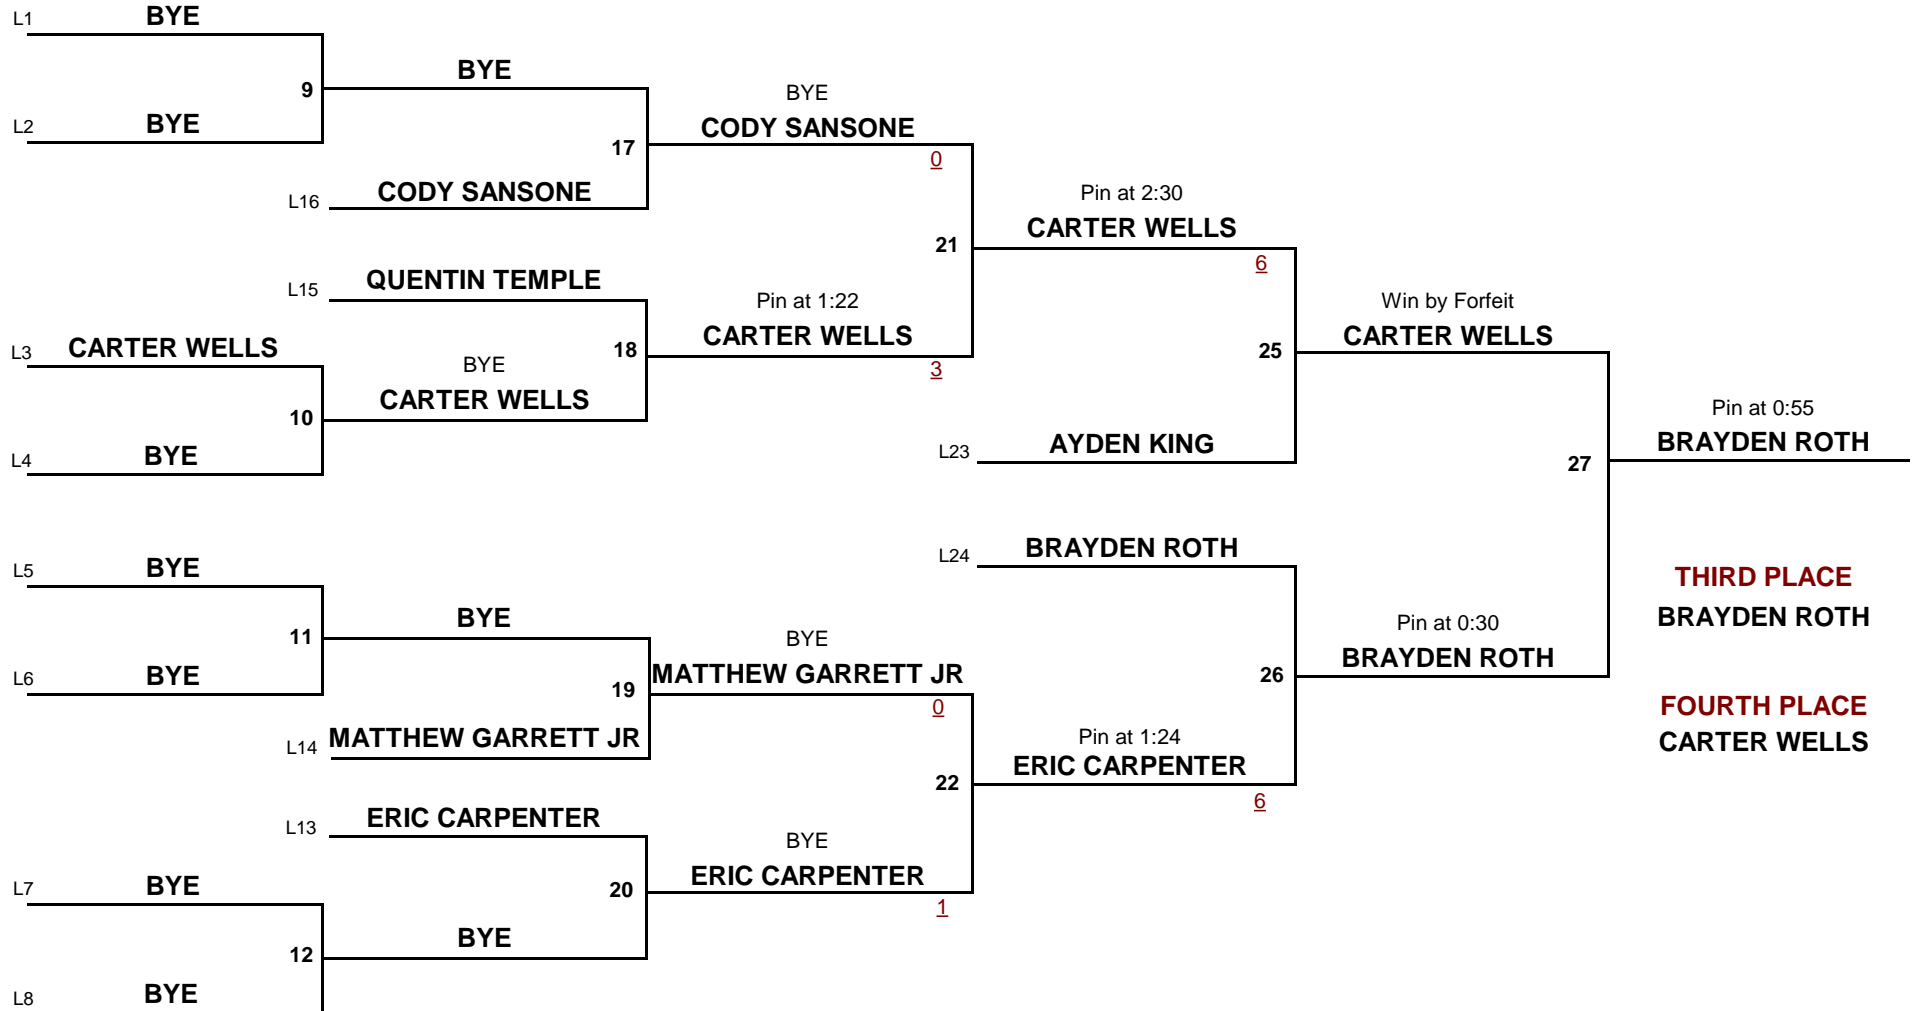 L1 BYE
9
L2 BYE
BYE
17
L16 CODY SANSONE
BYE
CODY SANSONE
0
L15 QUENTIN TEMPLE
L3 CARTER WELLS
10
L4 BYE
BYE
CARTER WELLS
18
Pin at 1:22
CARTER WELLS
3
21
Pin at 2:30
CARTER WELLS
6
25
L23 AYDEN KING
Win by Forfeit
CARTER WELLS
27
Pin at 0:55
BRAYDEN ROTH
L5 BYE
11
L6 BYE
BYE
19
L14 MATTHEW GARRETT JR
BYE
MATTHEW GARRETT JR
0
22
L13 ERIC CARPENTER
20
L7 BYE
12
L8 BYE
BYE
BYE
ERIC CARPENTER
1
Pin at 1:24
ERIC CARPENTER
6
L24 BRAYDEN ROTH
26
Pin at 0:30
BRAYDEN ROTH
THIRD PLACE
BRAYDEN ROTH
FOURTH PLACE
CARTER WELLS